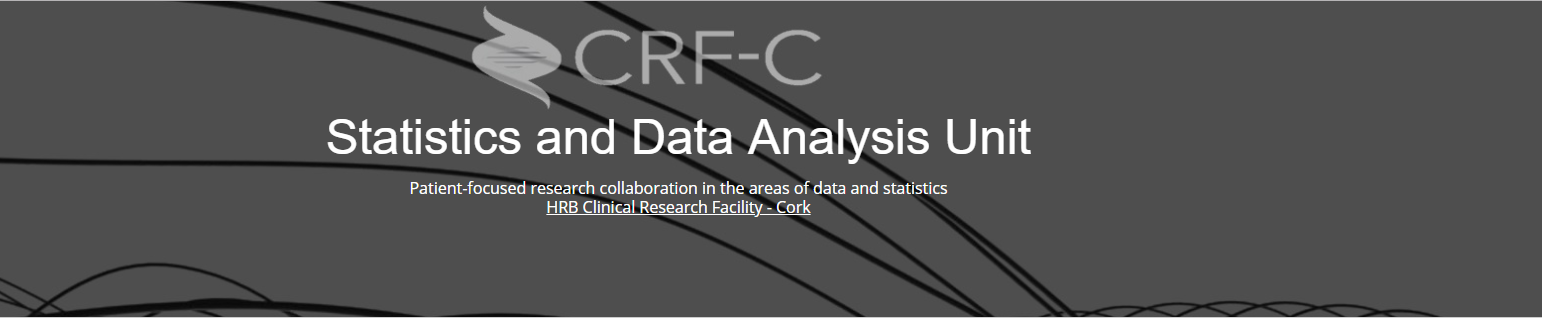 CRF-C
Statistics and Data Analysis Unit
Patient-focused research collaboration in the areas of data and statistics
HRB Clinical Research Facility - Cork